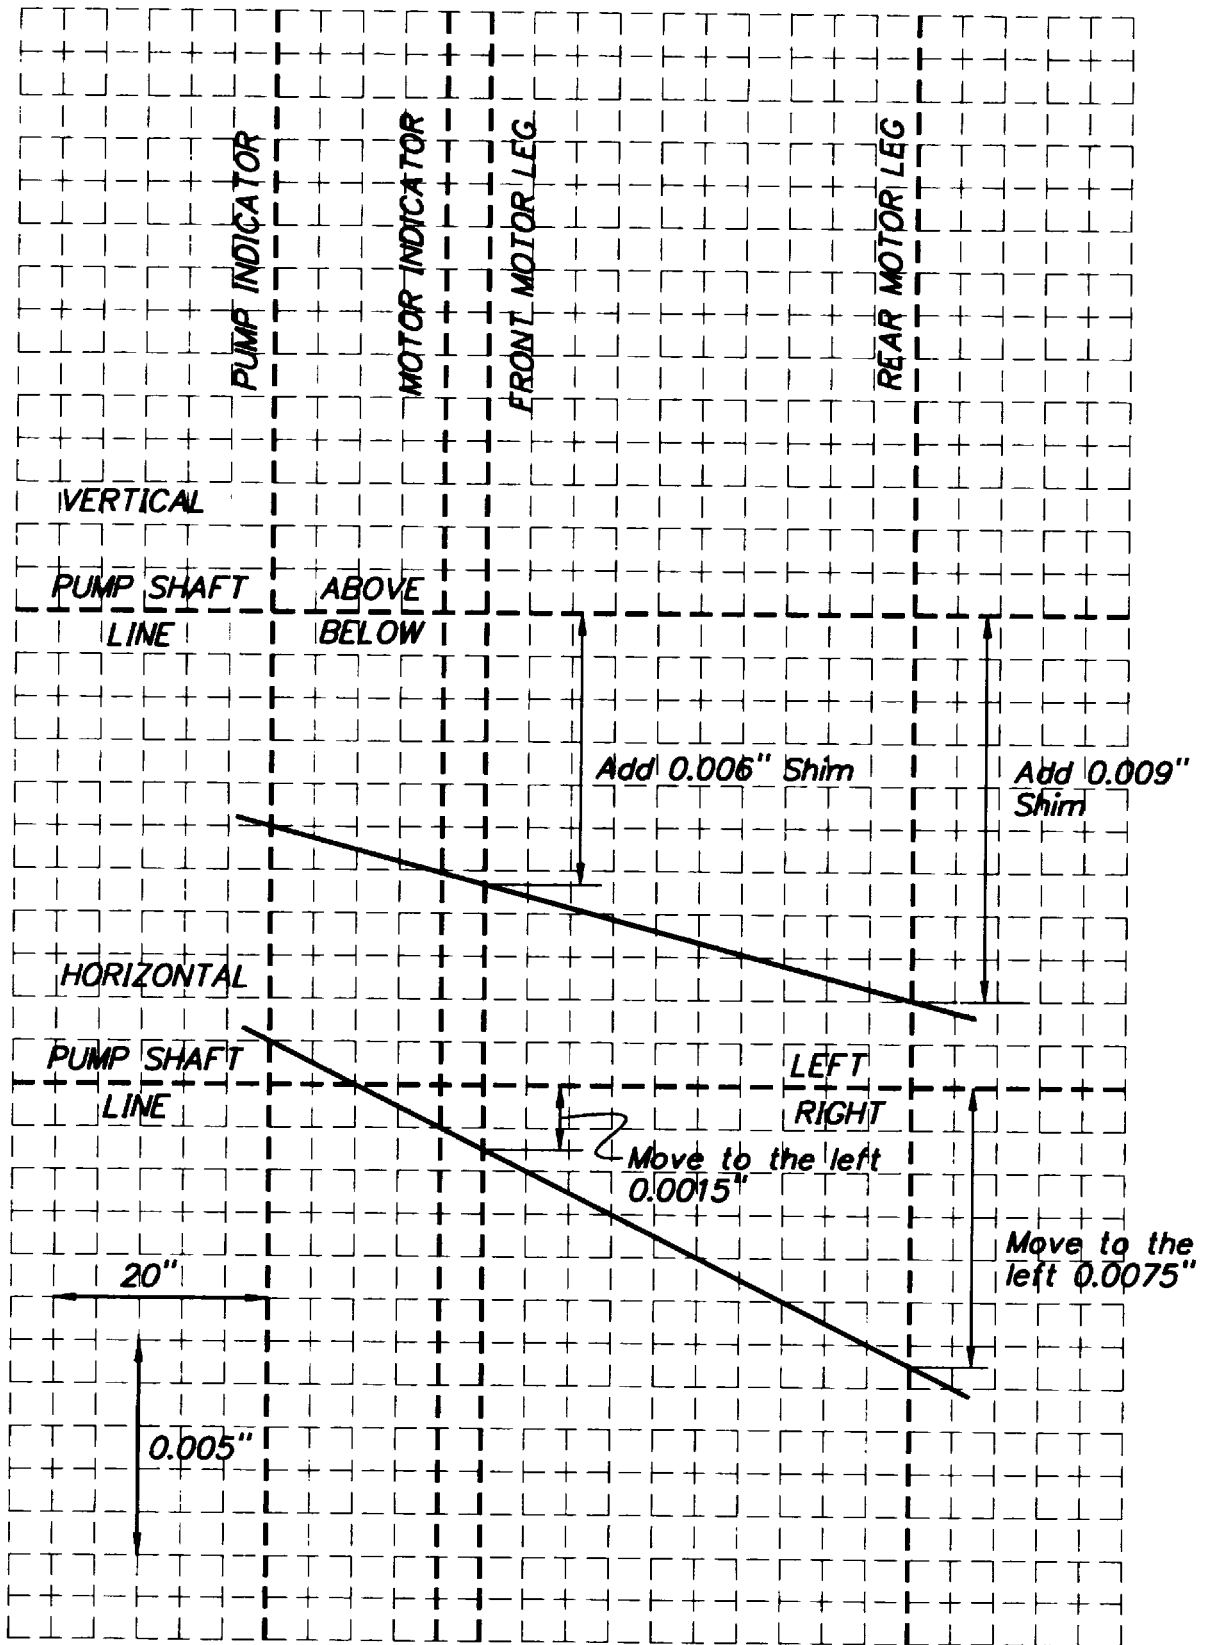 PUMP INDICATOR
MOTOR INDICATOR
FRONT MOTOR LEG
REAR MOTOR LEG
VERTICAL
PUMP SHAFT
LINE
ABOVE
BELOW
Add 0.006" Shim
Add 0.009"
Shim
HORIZONTAL
PUMP SHAFT
LINE
LEFT
RIGHT
Move to the left
0.0015"
Move to the
left 0.0075"
20"
0.005"